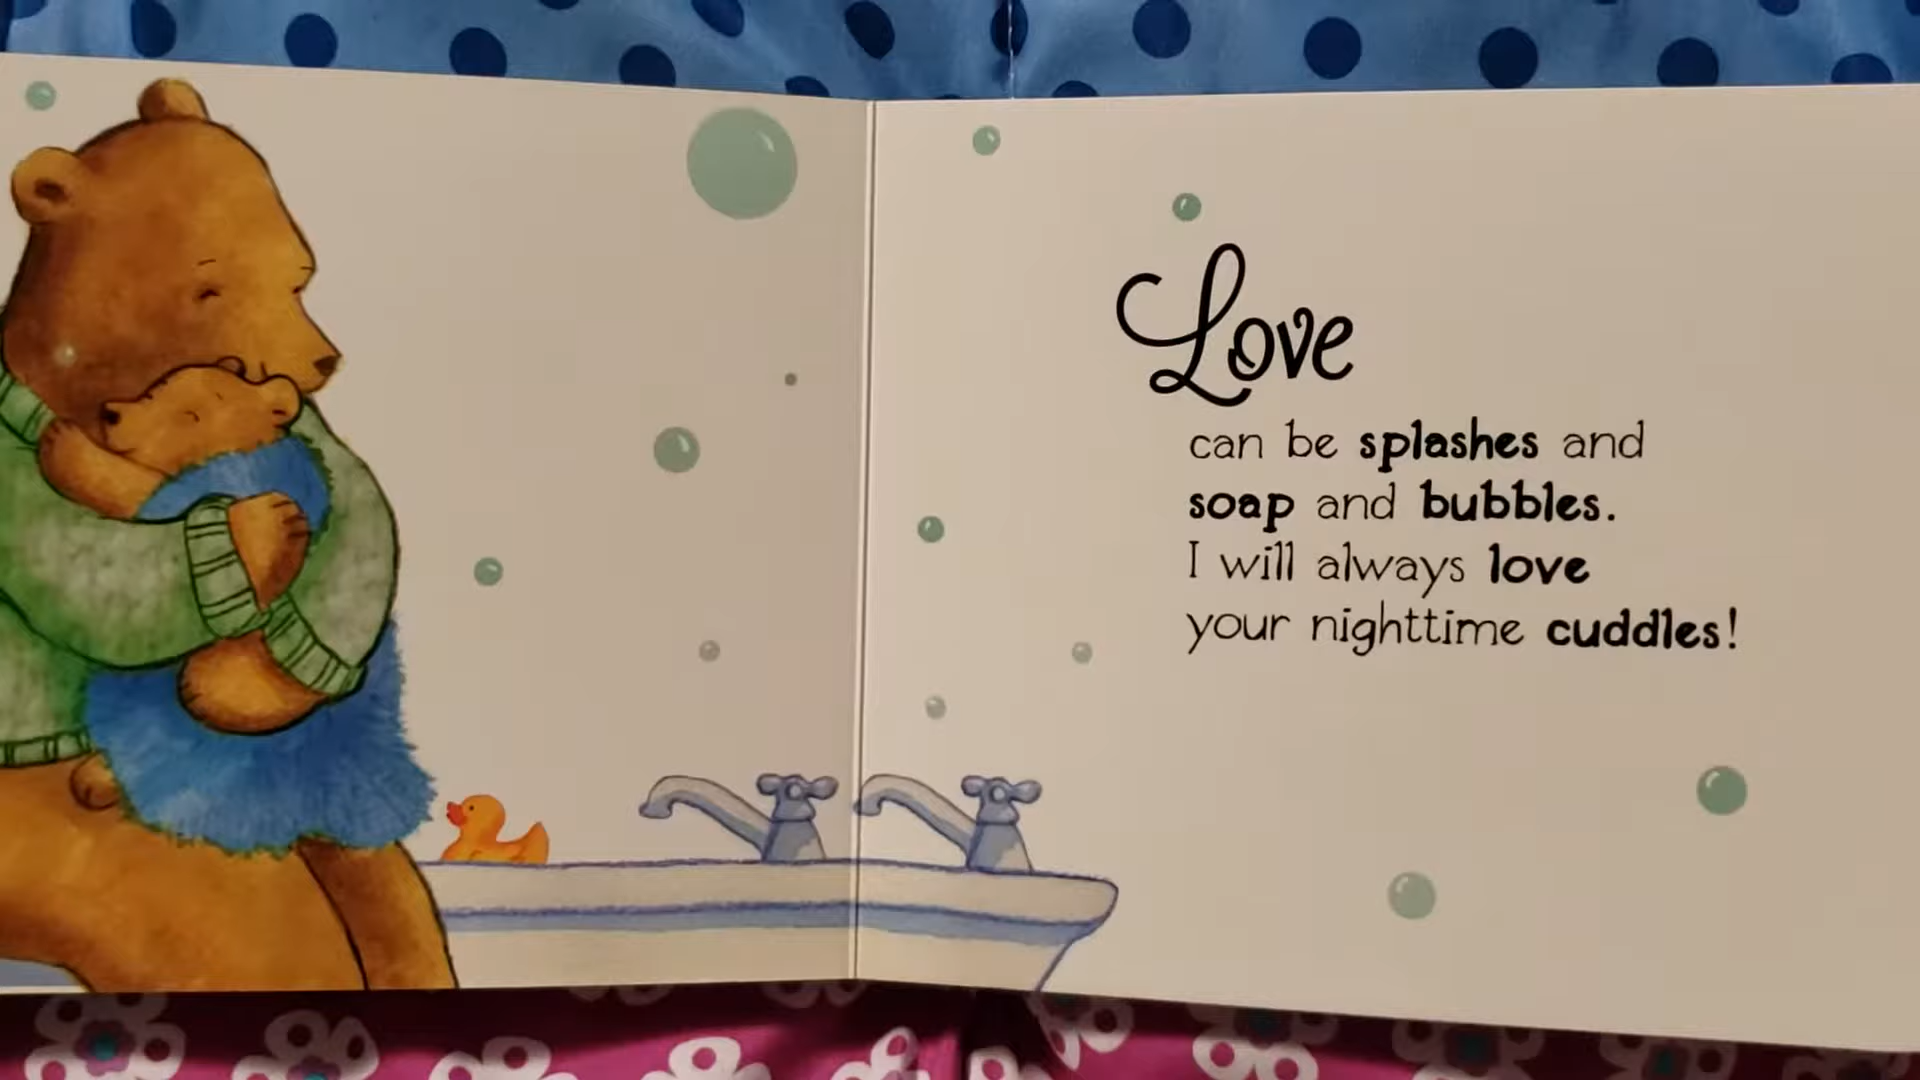 Love
can be splashes and
soap and bubbles.
I will always love
your nighttime cuddles!